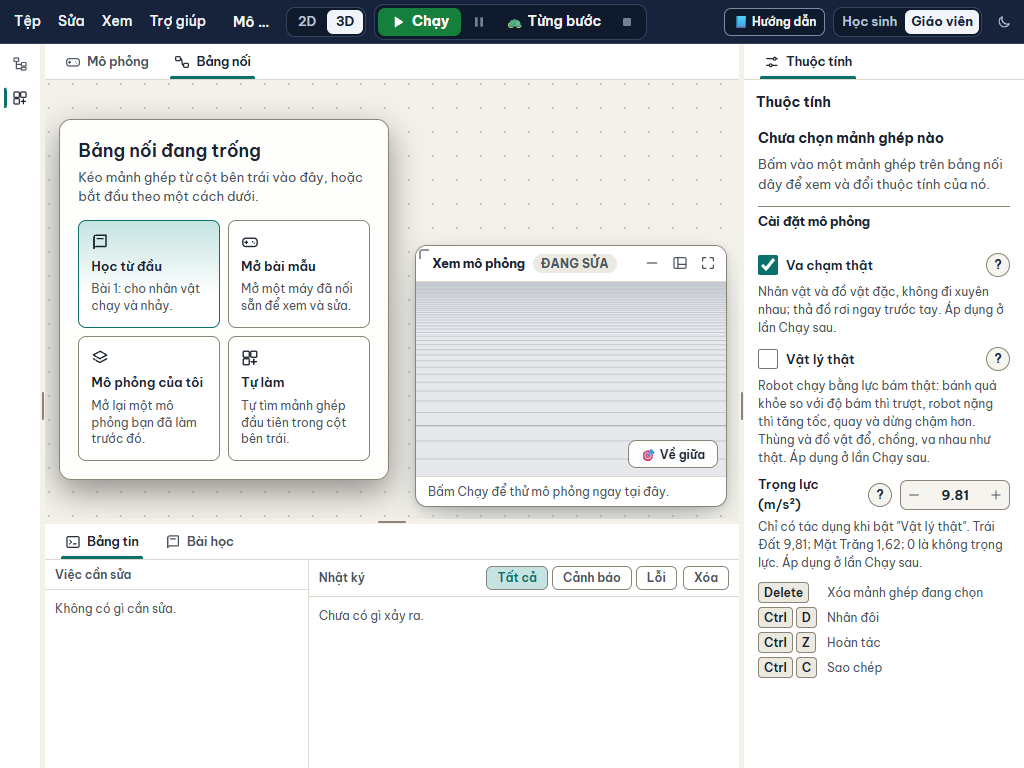 Tệp Sửa Xem Trợ giúp Mô ... 2D 3D Chạy Từng bước Hướng dẫn Học sinh Giáo viên
Mô phỏng Bảng nối
Bảng nối đang trống
Kéo mảnh ghép từ cột bên trái vào đây, hoặc
bắt đầu theo một cách dưới.
Học từ đầu
Bài 1: cho nhân vật
chạy và nhảy.
Mở bài mẫu
Mở một máy đã nối
sẵn để xem và sửa.
Mô phỏng của tôi
Mở lại một mô
phỏng bạn đã làm
trước đó.
Tự làm
Tự tìm mảnh ghép
đầu tiên trong cột
bên trái.
Xem mô phỏng ĐANG SỬA
Về giữa
Bấm Chạy để thử mô phỏng ngay tại đây.
Bảng tin Bài học
Việc cần sửa
Không có gì cần sửa.
Nhật ký Tất cả Cảnh báo Lỗi Xóa
Chưa có gì xảy ra.
Thuộc tính
Thuộc tính
Chưa chọn mảnh ghép nào
Bấm vào một mảnh ghép trên bảng nối
dây để xem và đổi thuộc tính của nó.
Cài đặt mô phỏng
Va chạm thật ?
Nhân vật và đồ vật đặc, không đi xuyên
nhau; thả đồ rơi ngay trước tay. Áp dụng ở
lần Chạy sau.
Vật lý thật ?
Robot chạy bằng lực bám thật: bánh quá
khỏe so với độ bám thì trượt, robot nặng
thì tăng tốc, quay và dừng chậm hơn.
Thùng và đồ vật đổ, chồng, va nhau như
thật. Áp dụng ở lần Chạy sau.
Trọng lực
(m/s²) ? − 9.81 +
Chỉ có tác dụng khi bật "Vật lý thật". Trái
Đất 9,81; Mặt Trăng 1,62; 0 là không trọng
lực. Áp dụng ở lần Chạy sau.
Delete Xóa mảnh ghép đang chọn
Ctrl D Nhân đôi
Ctrl Z Hoàn tác
Ctrl C Sao chép